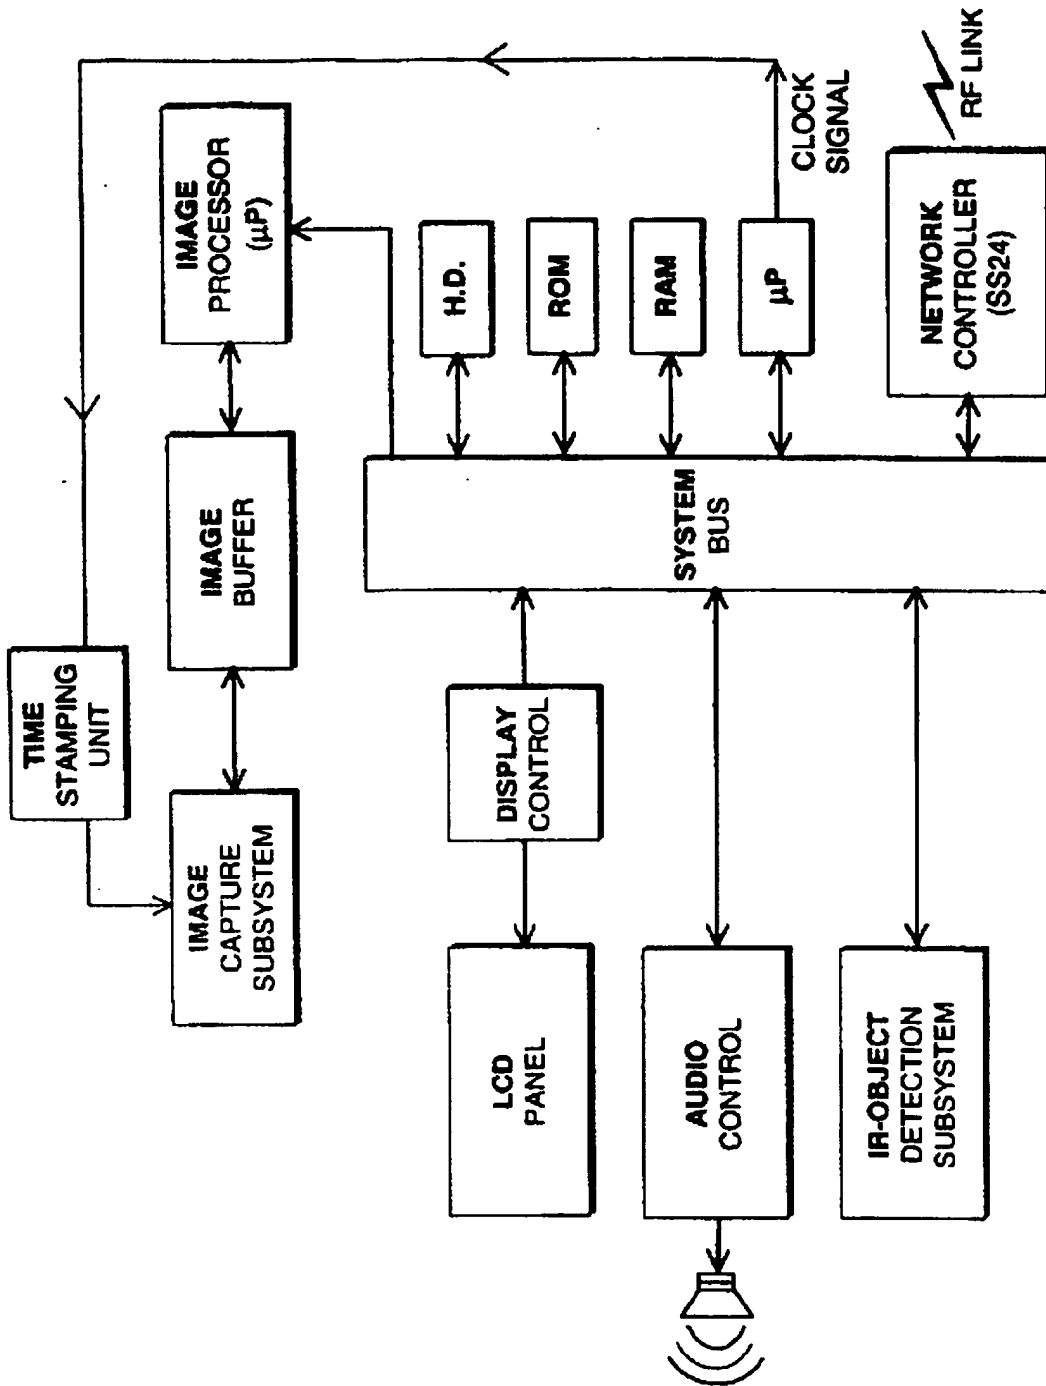 TIME
STAMPING
UNIT
IMAGE
CAPTURE
SUBSYSTEM
IMAGE
BUFFER
IMAGE
PROCESSOR
(µP)
LCD
PANEL
DISPLAY
CONTROL
H.D.
ROM
RAM
µP
CLOCK
SIGNAL
SYSTEM
BUS
AUDIO
CONTROL
IR-OBJECT
DETECTION
SUBSYSTEM
NETWORK
CONTROLLER
(SS24)
RF LINK